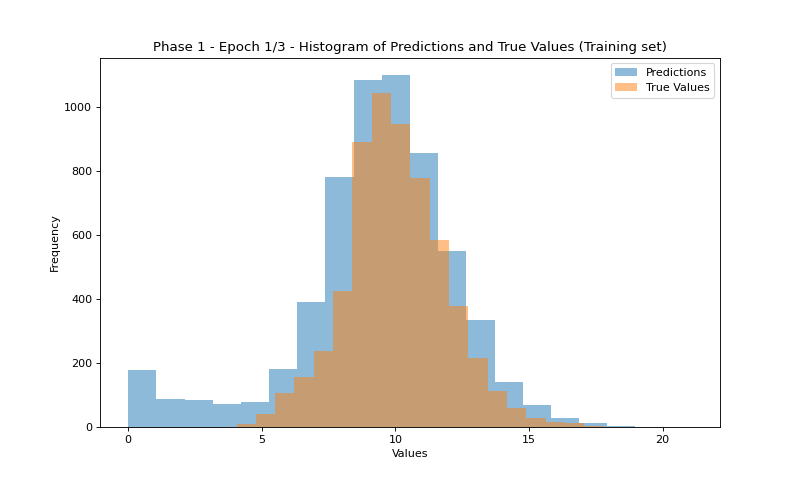 Phase 1 - Epoch 1/3 - Histogram of Predictions and True Values (Training set)
Predictions
True Values
1000
800
600
400
200
0
Frequency
0 5 10 15 20
Values